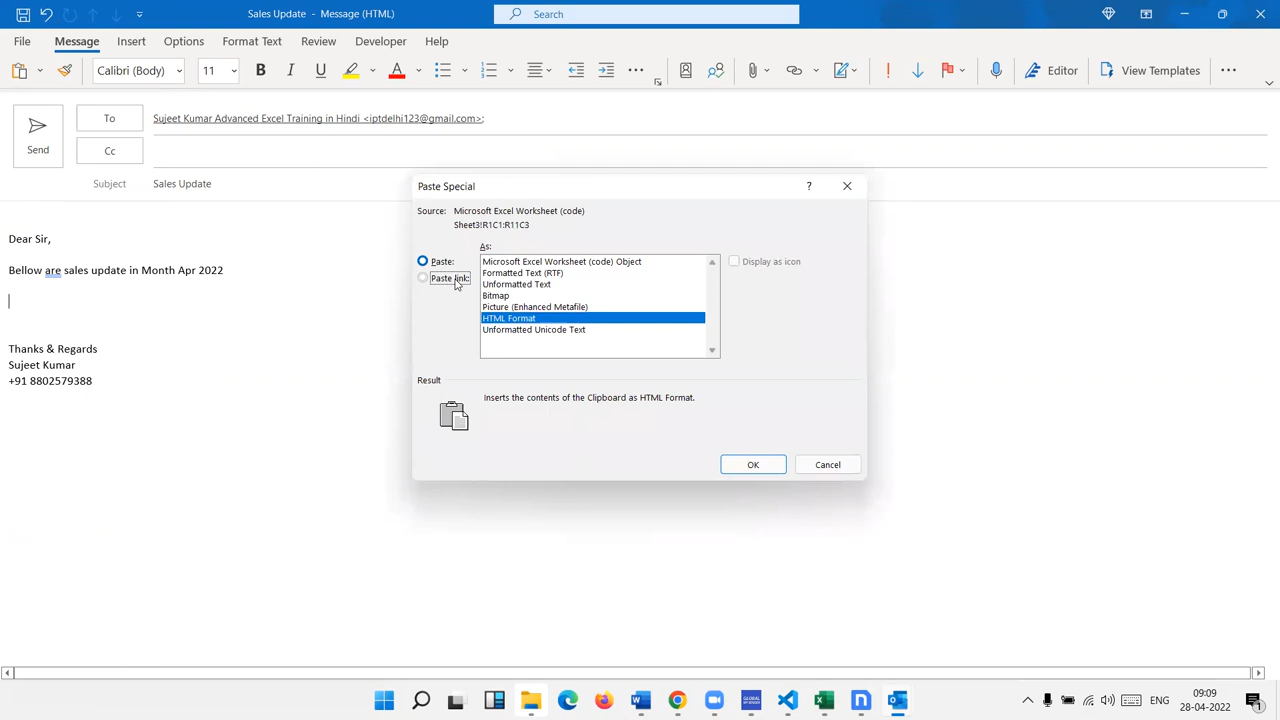 Sales Update - Message (HTML)
Search
File Message Insert Options Format Text Review Developer Help
Calibri (Body) 11 B I U A Editor View Templates
Send
To Sujeet Kumar Advanced Excel Training in Hindi <iptdelhi123@gmail.com>;
Cc
Subject Sales Update
Dear Sir,
Bellow are sales update in Month Apr 2022
Thanks & Regards
Sujeet Kumar
+91 8802579388
Paste Special ?
Source: Microsoft Excel Worksheet (code)
Sheet3!R1C1:R11C3
As:
Paste:
Paste link:
Microsoft Excel Worksheet (code) Object
Formatted Text (RTF)
Unformatted Text
Bitmap
Picture (Enhanced Metafile)
HTML Format
Unformatted Unicode Text
Display as icon
Result
Inserts the contents of the Clipboard as HTML Format.
OK Cancel
ENG
09:09
28-04-2022